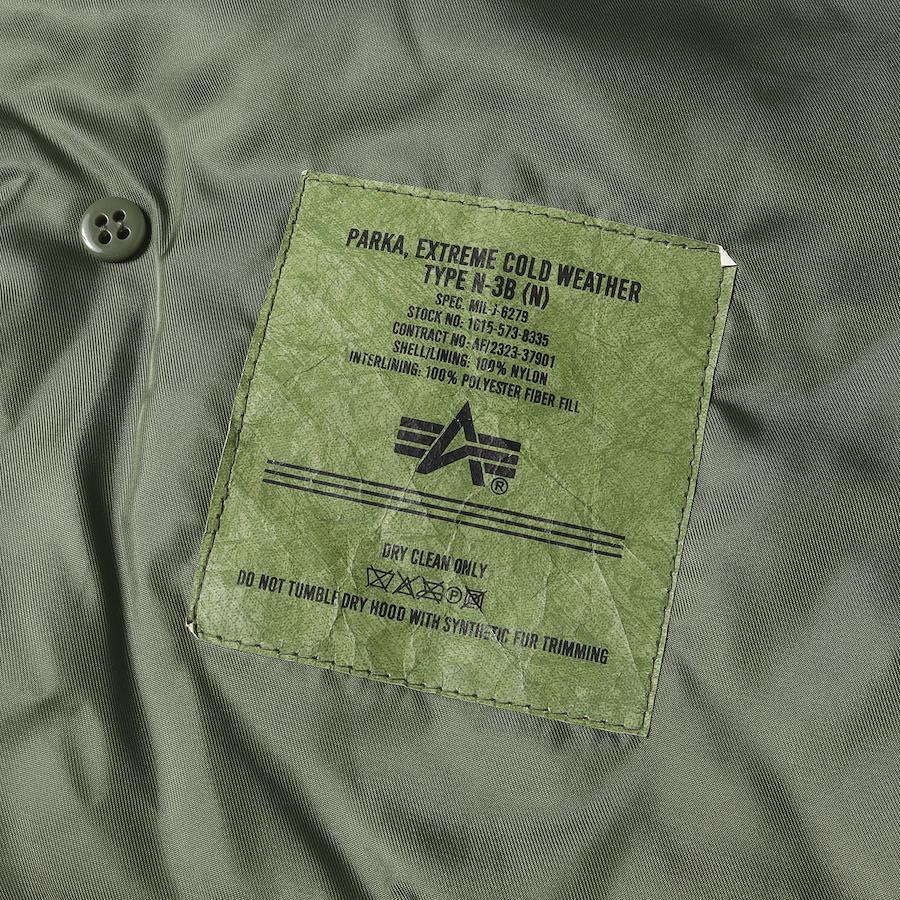 PARKA, EXTREME COLD WEATHER
TYPE N-3B (N)
SPEC. MIL-J-6279
STOCK NO: 1615-573-8335
CONTRACT NO: AF/2323-37901
SHELL/LINING: 100% NYLON
INTERLINING: 100% POLYESTER FIBER FILL
®
DRY CLEAN ONLY
P
DO NOT TUMBLE DRY HOOD WITH SYNTHETIC FUR TRIMMING